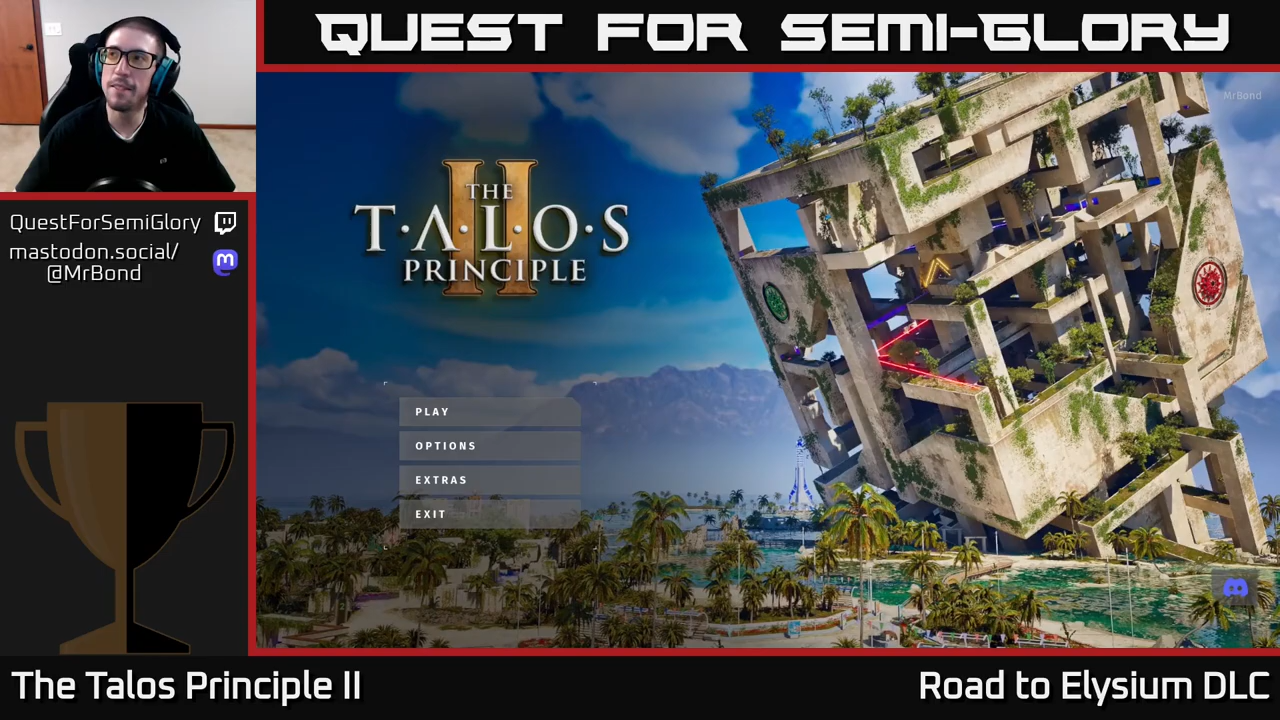 QUEST FOR SEMI-GLORY
MrBond
QuestForSemiGlory
mastodon.social/
@MrBond
II
THE
T·A·L·O·S
PRINCIPLE
PLAY
OPTIONS
EXTRAS
EXIT
The Talos Principle II
Road to Elysium DLC